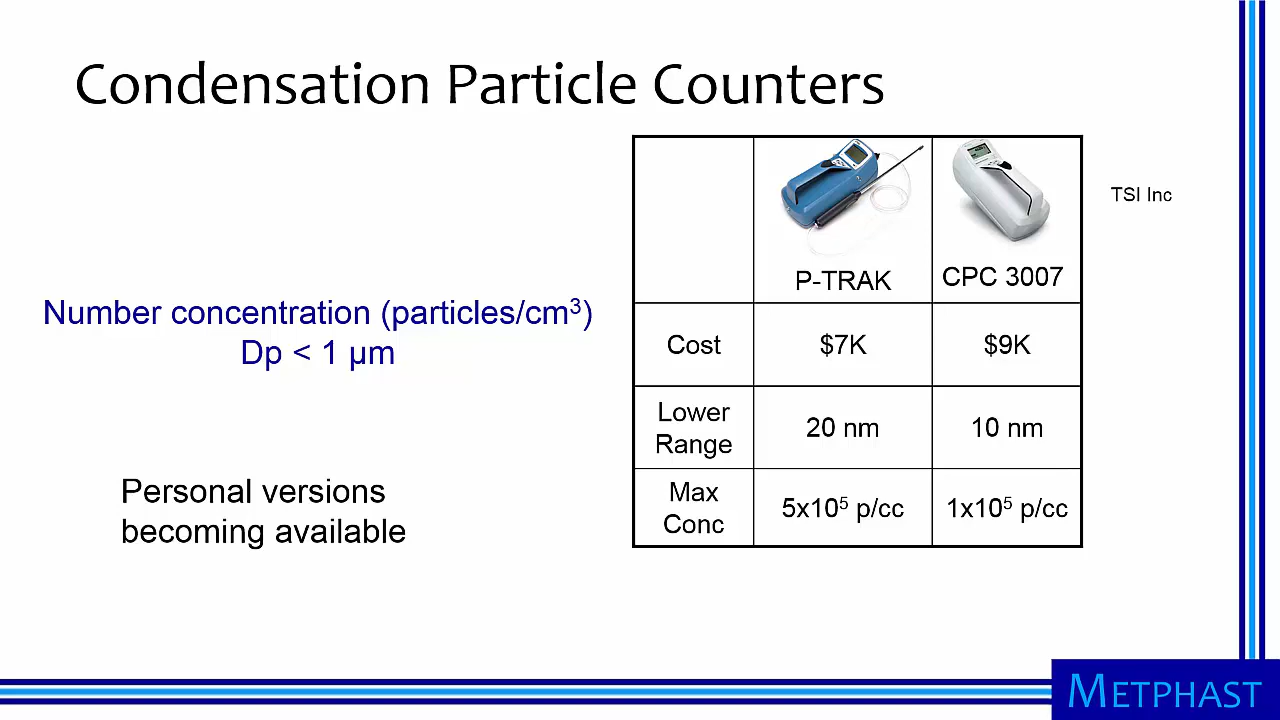 Condensation Particle Counters
TSI Inc
P-TRAK
CPC 3007
Number concentration (particles/cm³)
Dp < 1 µm
Cost
$7K
$9K
Lower
Range
20 nm
10 nm
Max
Conc
5x10⁵ p/cc
1x10⁵ p/cc
Personal versions
becoming available
METPHAST